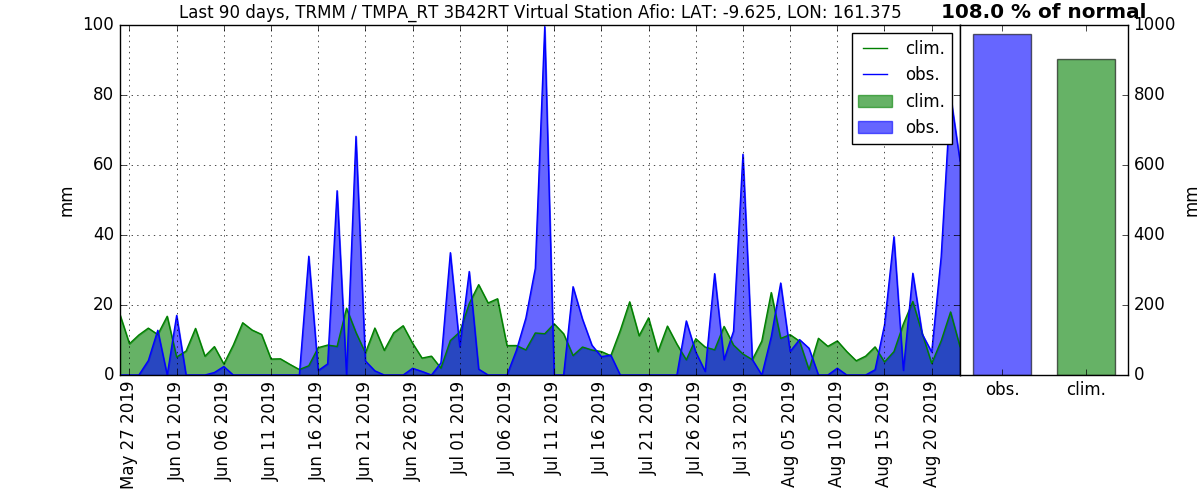 Last 90 days, TRMM / TMPA_RT 3B42RT Virtual Station Afio: LAT: -9.625, LON: 161.375
108.0 % of normal
100
80
60
40
20
0
mm
clim.
obs.
clim.
obs.
1000
800
600
400
200
0
mm
May 27 2019
Jun 01 2019
Jun 06 2019
Jun 11 2019
Jun 16 2019
Jun 21 2019
Jun 26 2019
Jul 01 2019
Jul 06 2019
Jul 11 2019
Jul 16 2019
Jul 21 2019
Jul 26 2019
Jul 31 2019
Aug 05 2019
Aug 10 2019
Aug 15 2019
Aug 20 2019
obs.
clim.